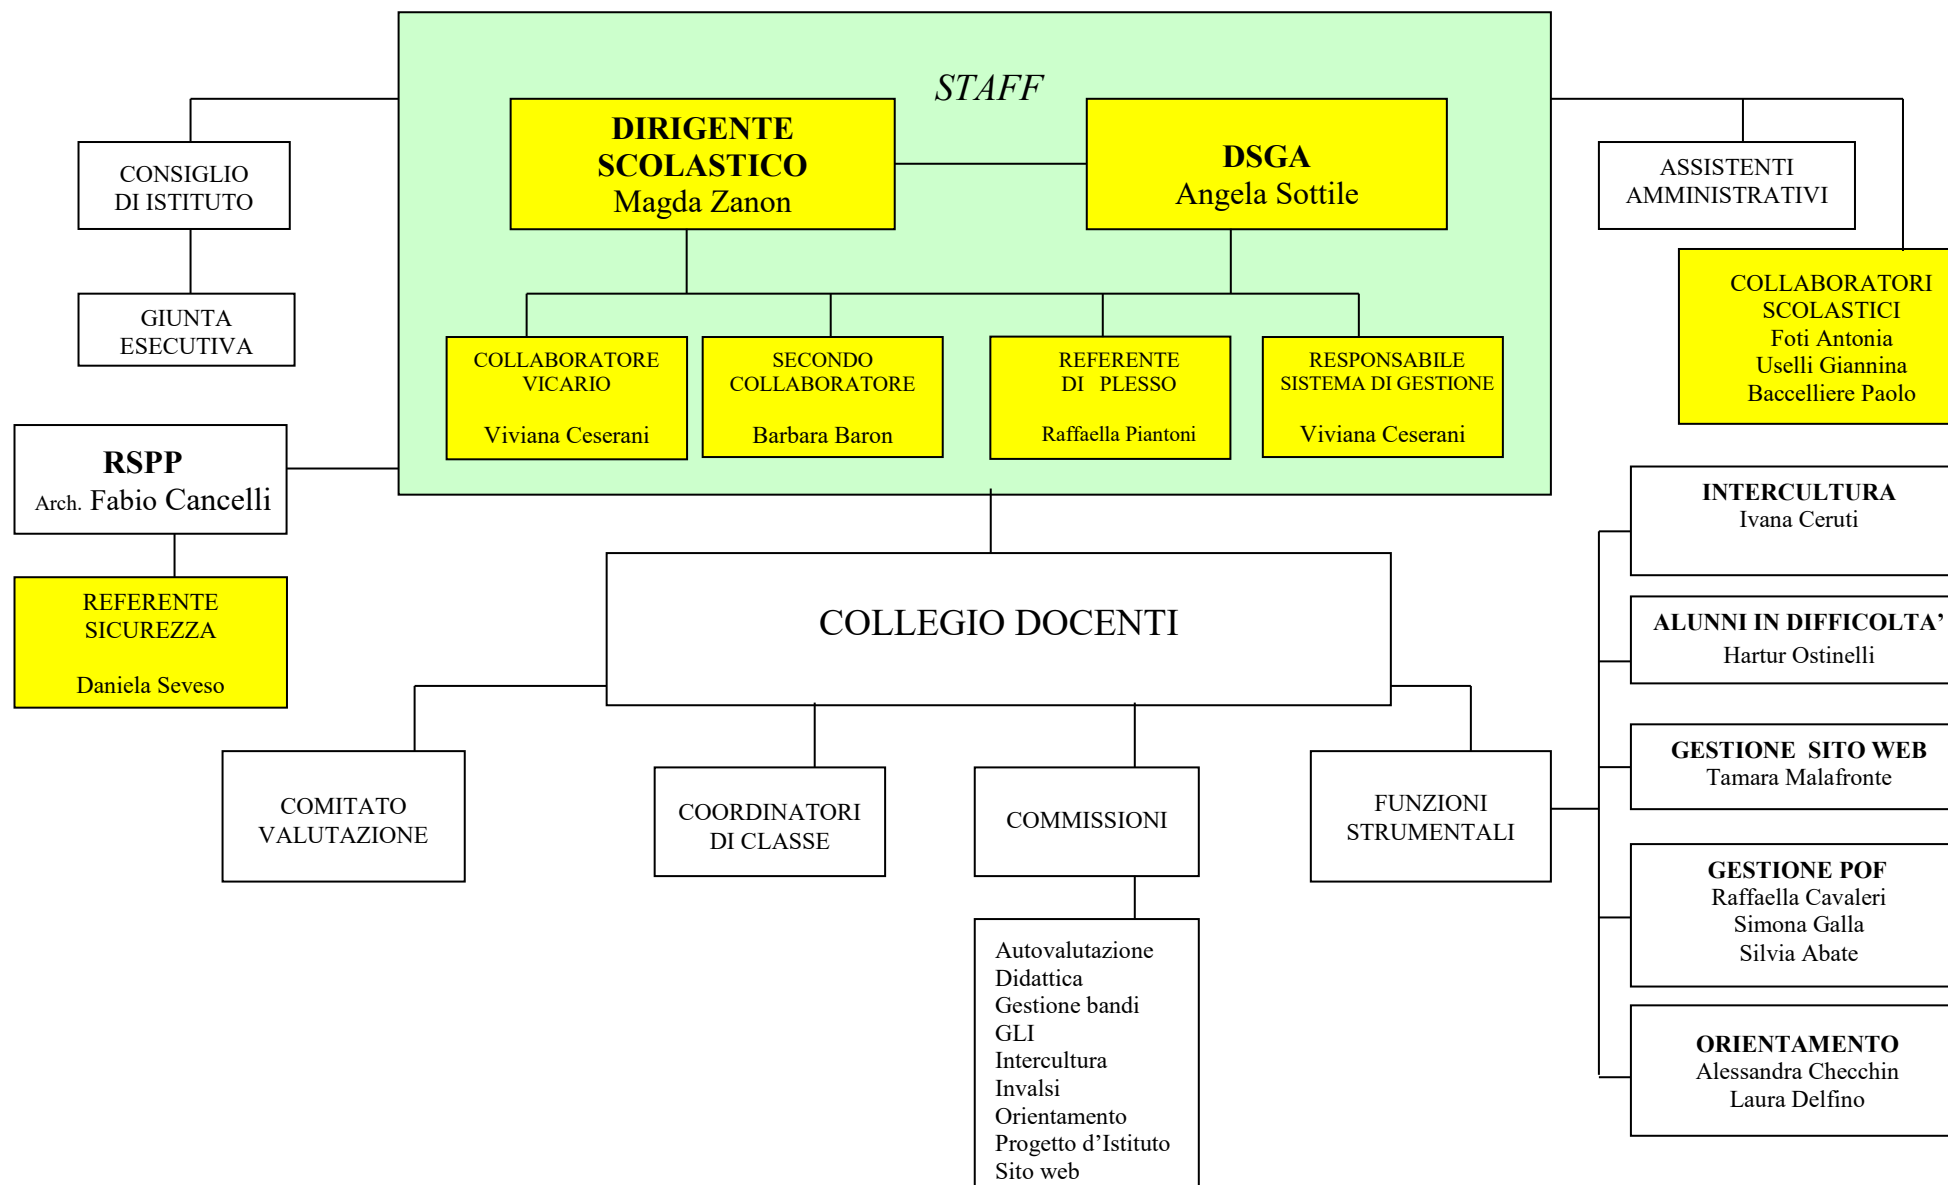 STAFF
DIRIGENTE
SCOLASTICO
Magda Zanon
DSGA
Angela Sottile
CONSIGLIO
DI ISTITUTO
ASSISTENTI
AMMINISTRATIVI
GIUNTA
ESECUTIVA
COLLABORATORI
SCOLASTICI
Foti Antonia
Uselli Giannina
Baccelliere Paolo
COLLABORATORE
VICARIO
Viviana Ceserani
SECONDO
COLLABORATORE
Barbara Baron
REFERENTE
DI PLESSO
Raffaella Piantoni
RESPONSABILE
SISTEMA DI GESTIONE
Viviana Ceserani
RSPP
Arch. Fabio Cancelli
REFERENTE
SICUREZZA
Daniela Seveso
COLLEGIO DOCENTI
COMITATO
VALUTAZIONE
COORDINATORI
DI CLASSE
COMMISSIONI
FUNZIONI
STRUMENTALI
Autovalutazione
Didattica
Gestione bandi
GLI
Intercultura
Invalsi
Orientamento
Progetto d’Istituto
Sito web
INTERCULTURA
Ivana Ceruti
ALUNNI IN DIFFICOLTA’
Hartur Ostinelli
GESTIONE SITO WEB
Tamara Malafronte
GESTIONE POF
Raffaella Cavaleri
Simona Galla
Silvia Abate
ORIENTAMENTO
Alessandra Checchin
Laura Delfino